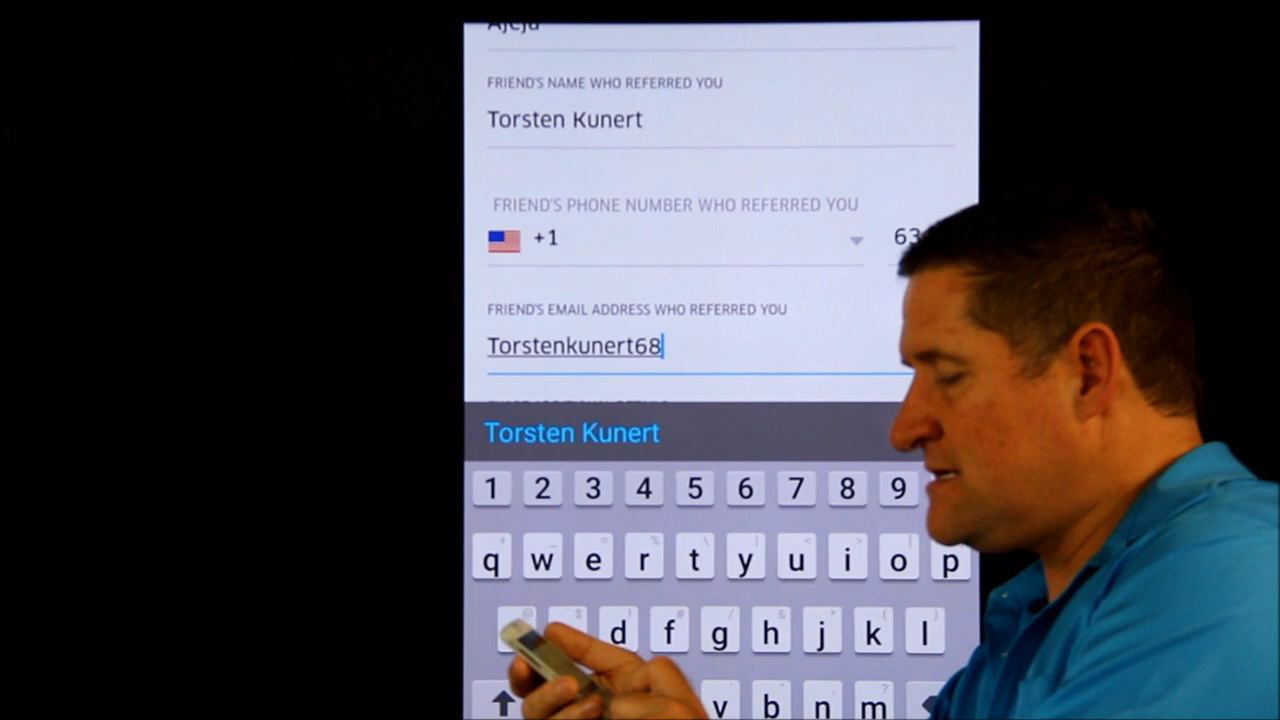 Ajeja
FRIEND'S NAME WHO REFERRED YOU
Torsten Kunert
FRIEND'S PHONE NUMBER WHO REFERRED YOU
+1 63
FRIEND'S EMAIL ADDRESS WHO REFERRED YOU
Torstenkunert68
Torsten Kunert
1 2 3 4 5 6 7 8 9
q w e r t y u i o p
d f g h j k l
v b n m